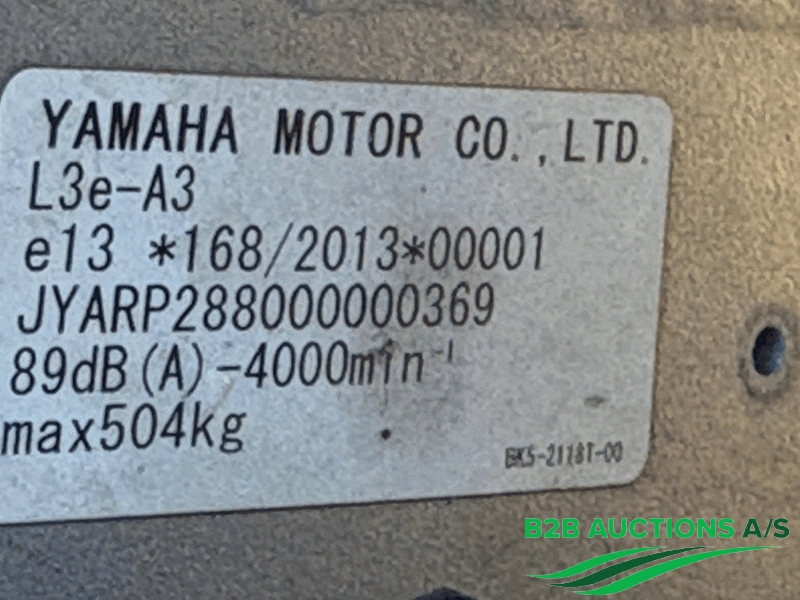 YAMAHA MOTOR CO., LTD.
L3e-A3
e13 *168/2013*00001
JYARP288000000369
89dB(A)-4000min⁻¹
max504kg
BK5-2118T-00
B2B AUCTIONS A/S